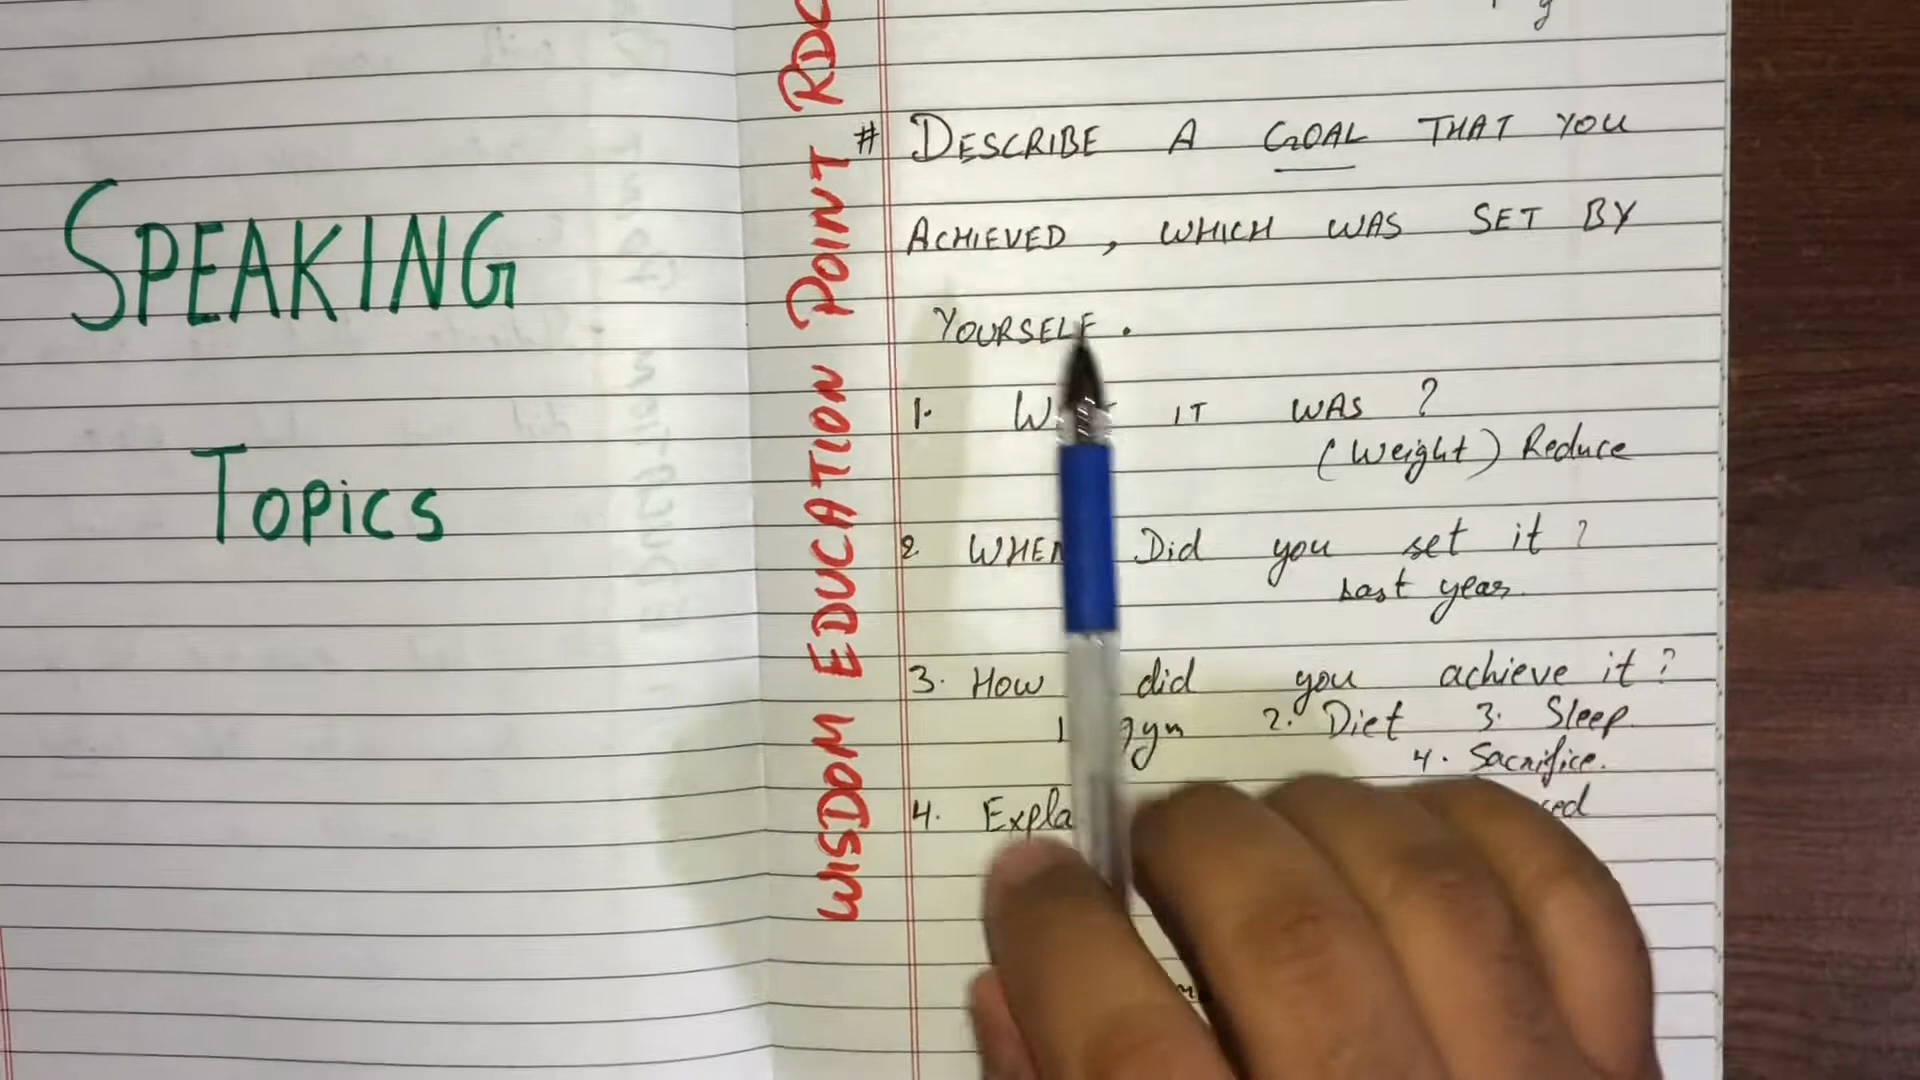 SPEAKING
TOPICS
WISDOM EDUCATION POINT RDC
# DESCRIBE A GOAL THAT YOU
ACHIEVED, WHICH WAS SET BY
YOURSELF.
1. IT WAS ?
(Weight) Reduce
2. WHEN Did you set it ?
Last year.
3. How did you achieve it ?
gym 2. Diet 3. Sleep
4. Sacrifice.
4.